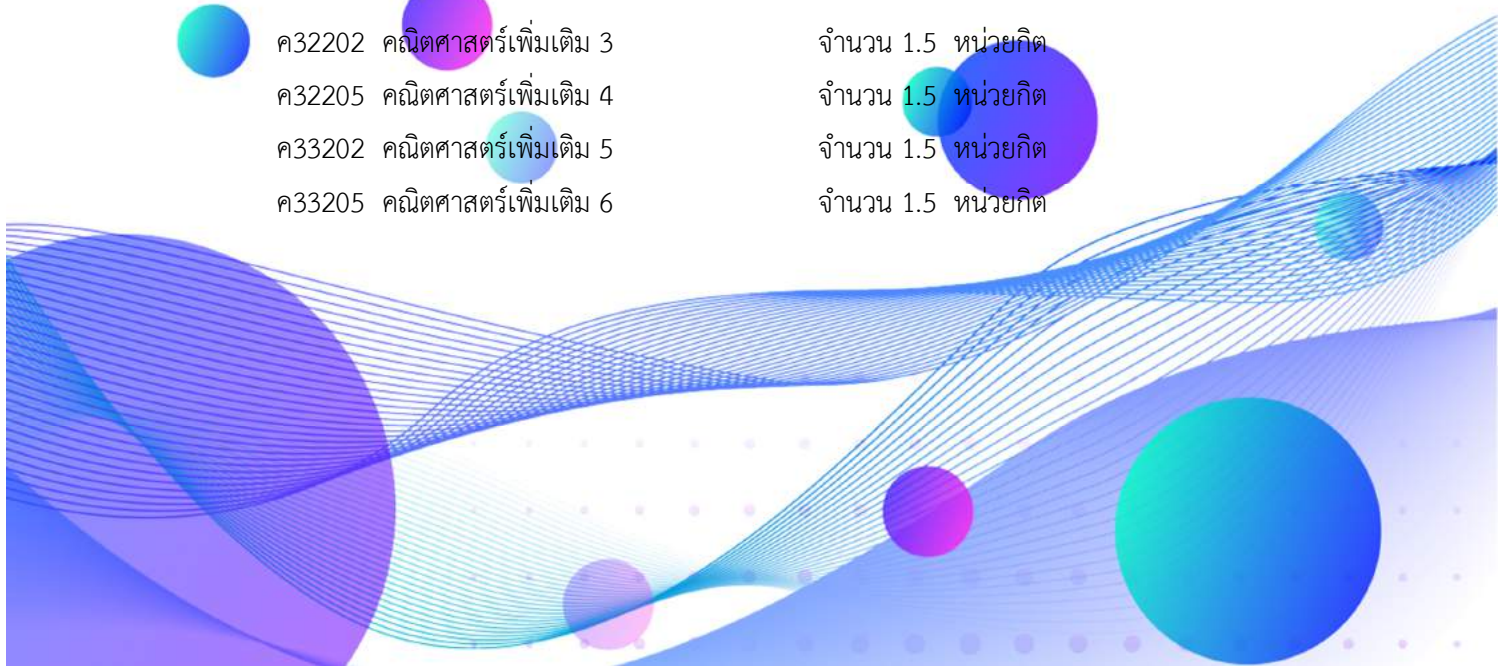 ค32202 คณิตศาสตร์เพิ่มเติม 3 จำนวน 1.5 หน่วยกิต
ค32205 คณิตศาสตร์เพิ่มเติม 4 จำนวน 1.5 หน่วยกิต
ค33202 คณิตศาสตร์เพิ่มเติม 5 จำนวน 1.5 หน่วยกิต
ค33205 คณิตศาสตร์เพิ่มเติม 6 จำนวน 1.5 หน่วยกิต